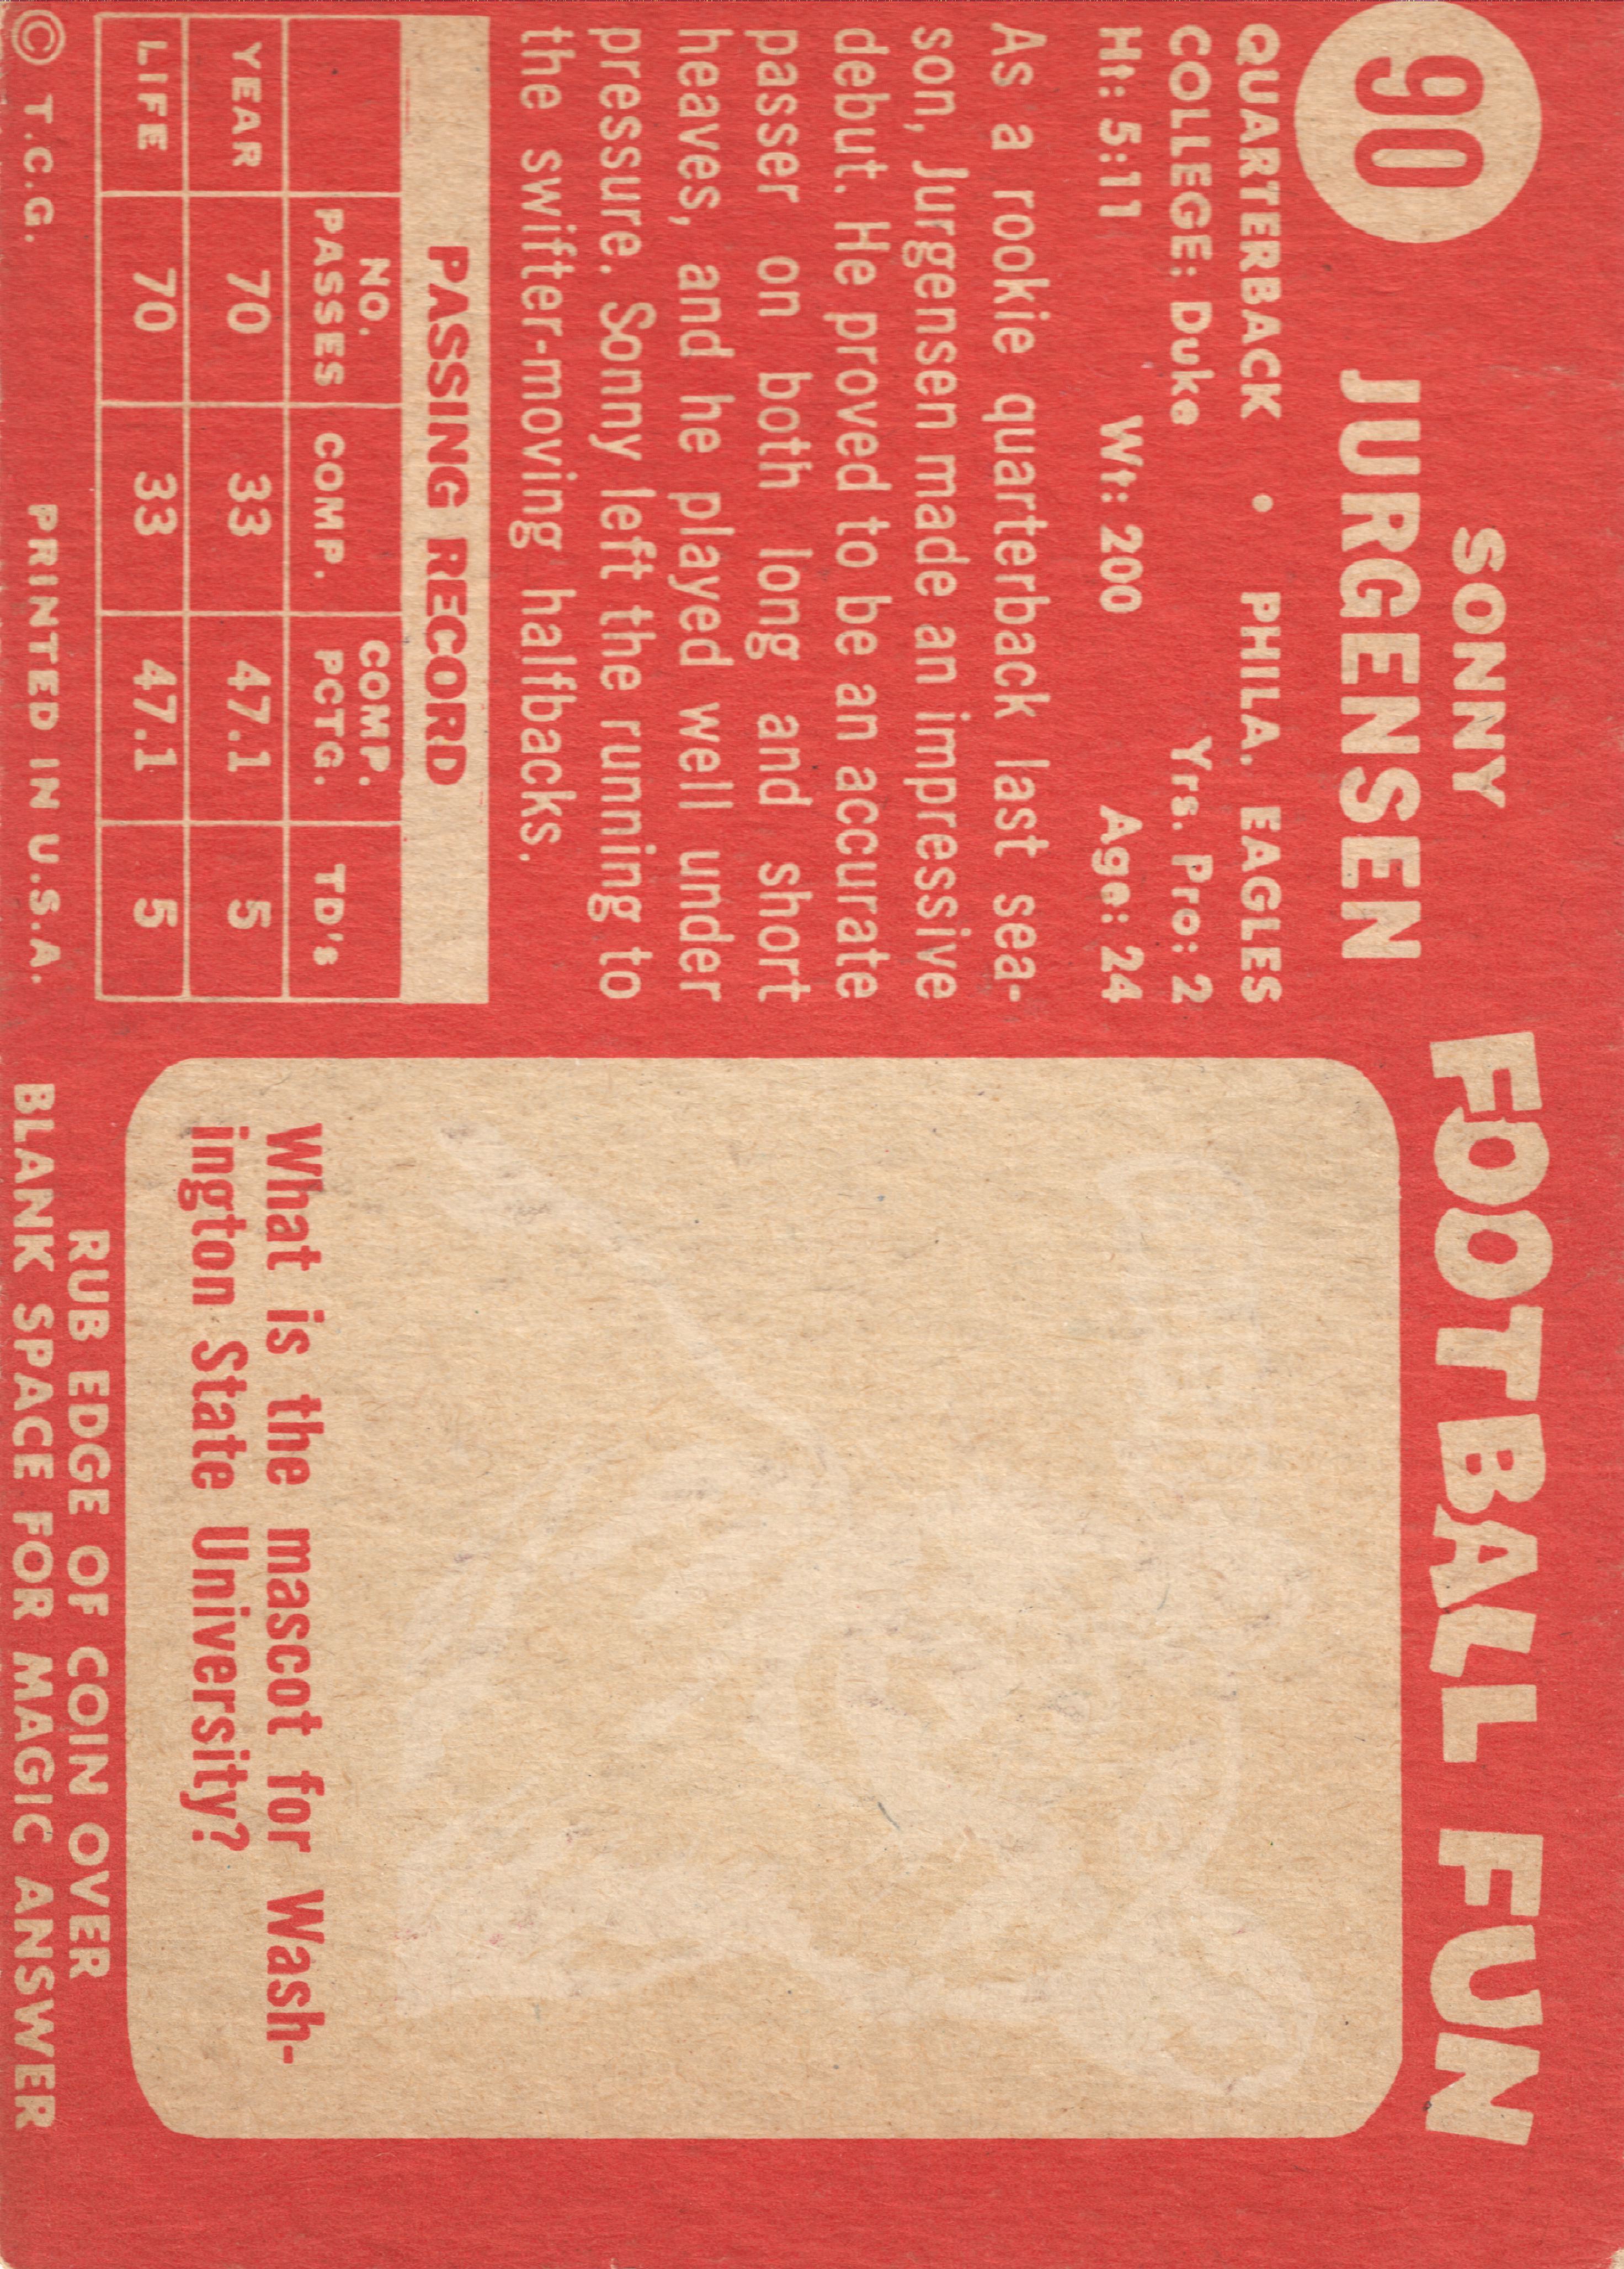 90
SONNY
JURGENSEN
QUARTERBACK • PHILA. EAGLES
COLLEGE: Duke Yrs. Pro: 2
Ht: 5:11 Wt: 200 Age: 24
As a rookie quarterback last sea-
son, Jurgensen made an impressive
debut. He proved to be an accurate
passer on both long and short
heaves, and he played well under
pressure. Sonny left the running to
the swifter-moving halfbacks.
PASSING RECORD
NO. PASSES COMP. COMP. PCTG. TD's
YEAR 70 33 47.1 5
LIFE 70 33 47.1 5
© T.C.G. PRINTED IN U.S.A.
FOOTBALL FUN
What is the mascot for Wash-
ington State University?
RUB EDGE OF COIN OVER
BLANK SPACE FOR MAGIC ANSWER